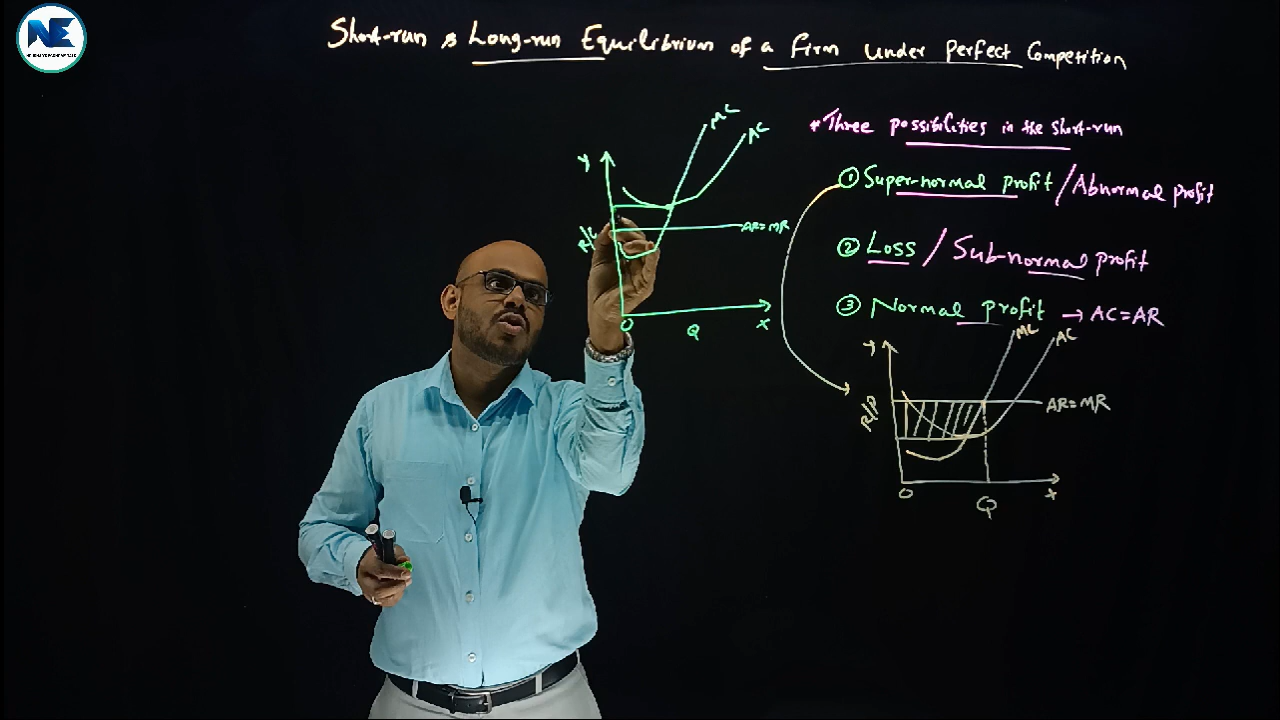 NE
Short-run & Long-run Equilibrium of a firm under perfect Competition
* Three possibilities in the short-run
① Super-normal profit / Abnormal profit
② Loss / Sub-normal profit
③ Normal profit → AC = AR
MC
AC
Y
AR=MR
R/C
O
Q
X
MC
AC
Y
R/P
AR=MR
O
Q
X